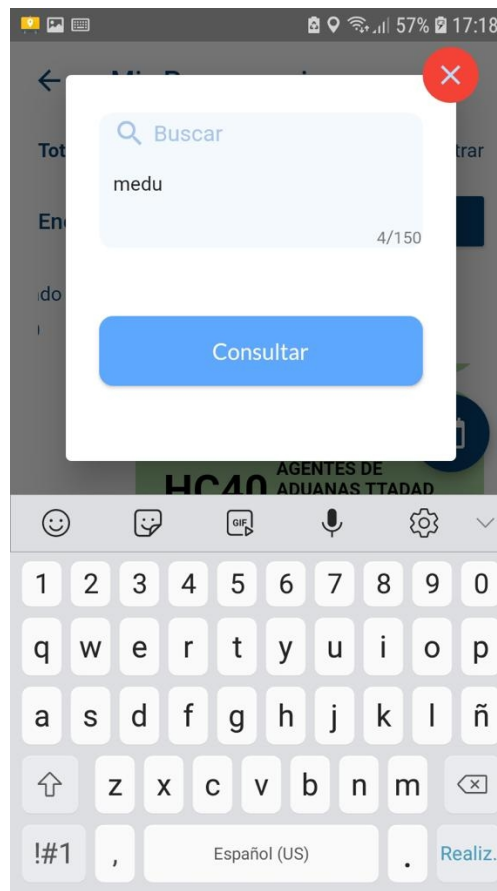 57% 17:18
Buscar
Tot
trar
medu
En
4/150
do
Consultar
AGENTES DE
HC40 ADUANAS TTADAD
GIF
1 2 3 4 5 6 7 8 9 0
q w e r t y u i o p
a s d f g h j k l ñ
z x c v b n m
!#1 , Español (US) . Realiz.